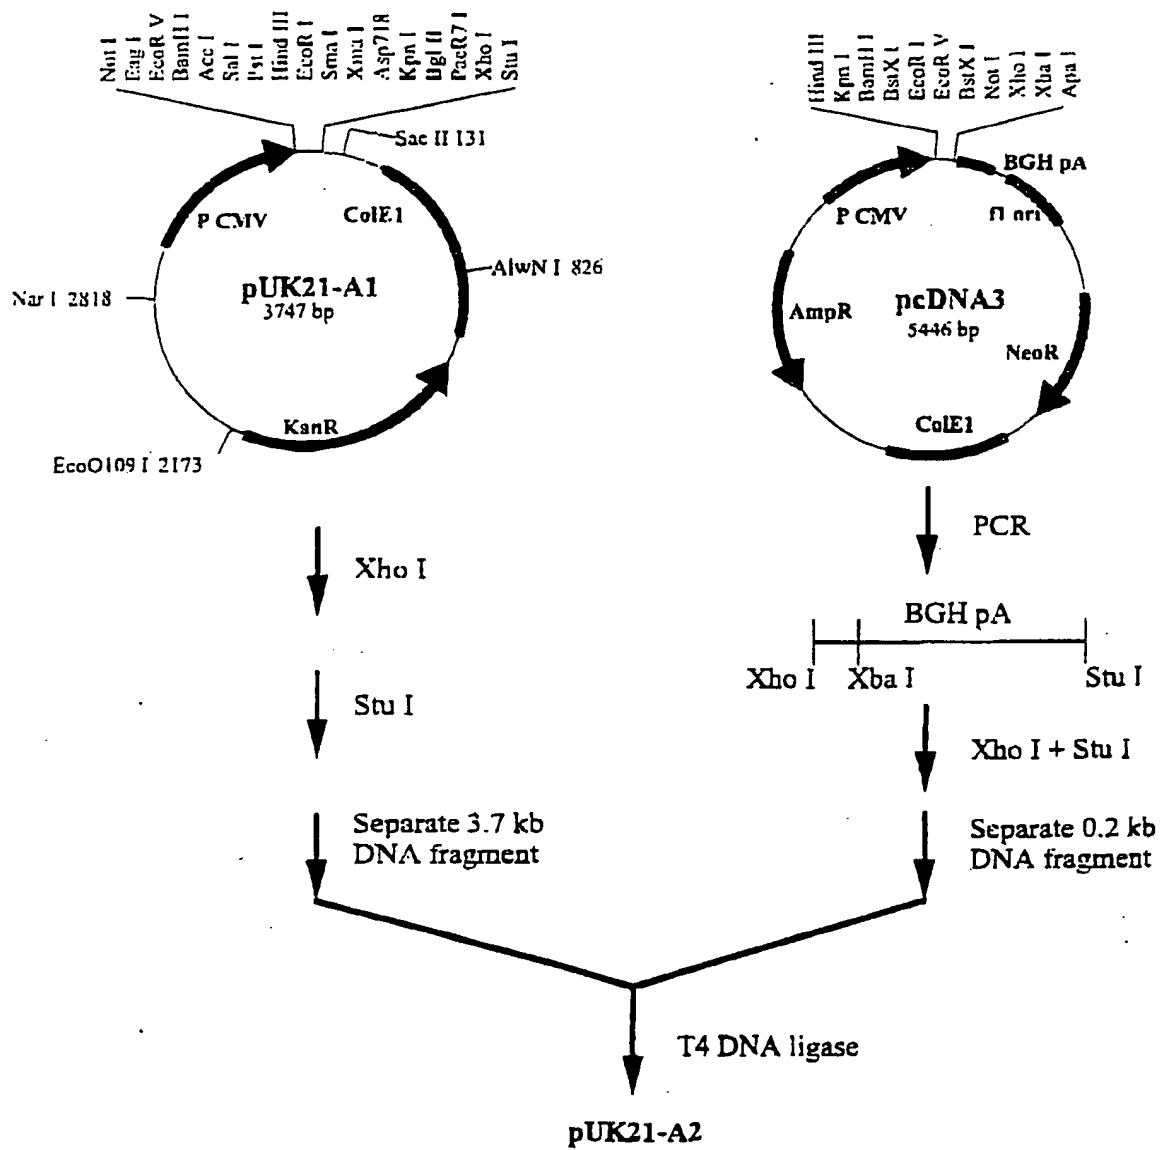 Not I
Eag I
EcoR V
BamH I
Acc I
Sal I
Pst I
Hind III
EcoR I
Sma I
Xma I
Asp718
Kpn I
Bgl II
PacR7 I
Xho I
Stu I
Hind III
Kpn I
BamH I
BstX I
EcoR I
EcoR V
BstX I
Not I
Xho I
Xba I
Apa I
Sac II 131
P CMV
ColE1
AlwN I 826
pUK21-A1
3747 bp
Nar I 2818
KanR
EcoO109 I 2173
BGH pA
P CMV
f1 ori
AmpR
pcDNA3
5446 bp
NeoR
ColE1
Xho I
PCR
BGH pA
Xho I
Xba I
Stu I
Stu I
Xho I + Stu I
Separate 3.7 kb
DNA fragment
Separate 0.2 kb
DNA fragment
T4 DNA ligase
pUK21-A2